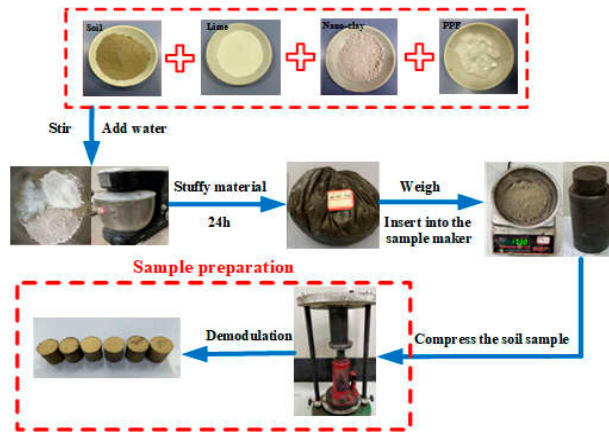 Soil
Lime
Nano-clay
PPF
Stir
Add water
Stuffy material
24h
Weigh
Insert into the
sample maker
Sample preparation
Demodulation
Compress the soil sample